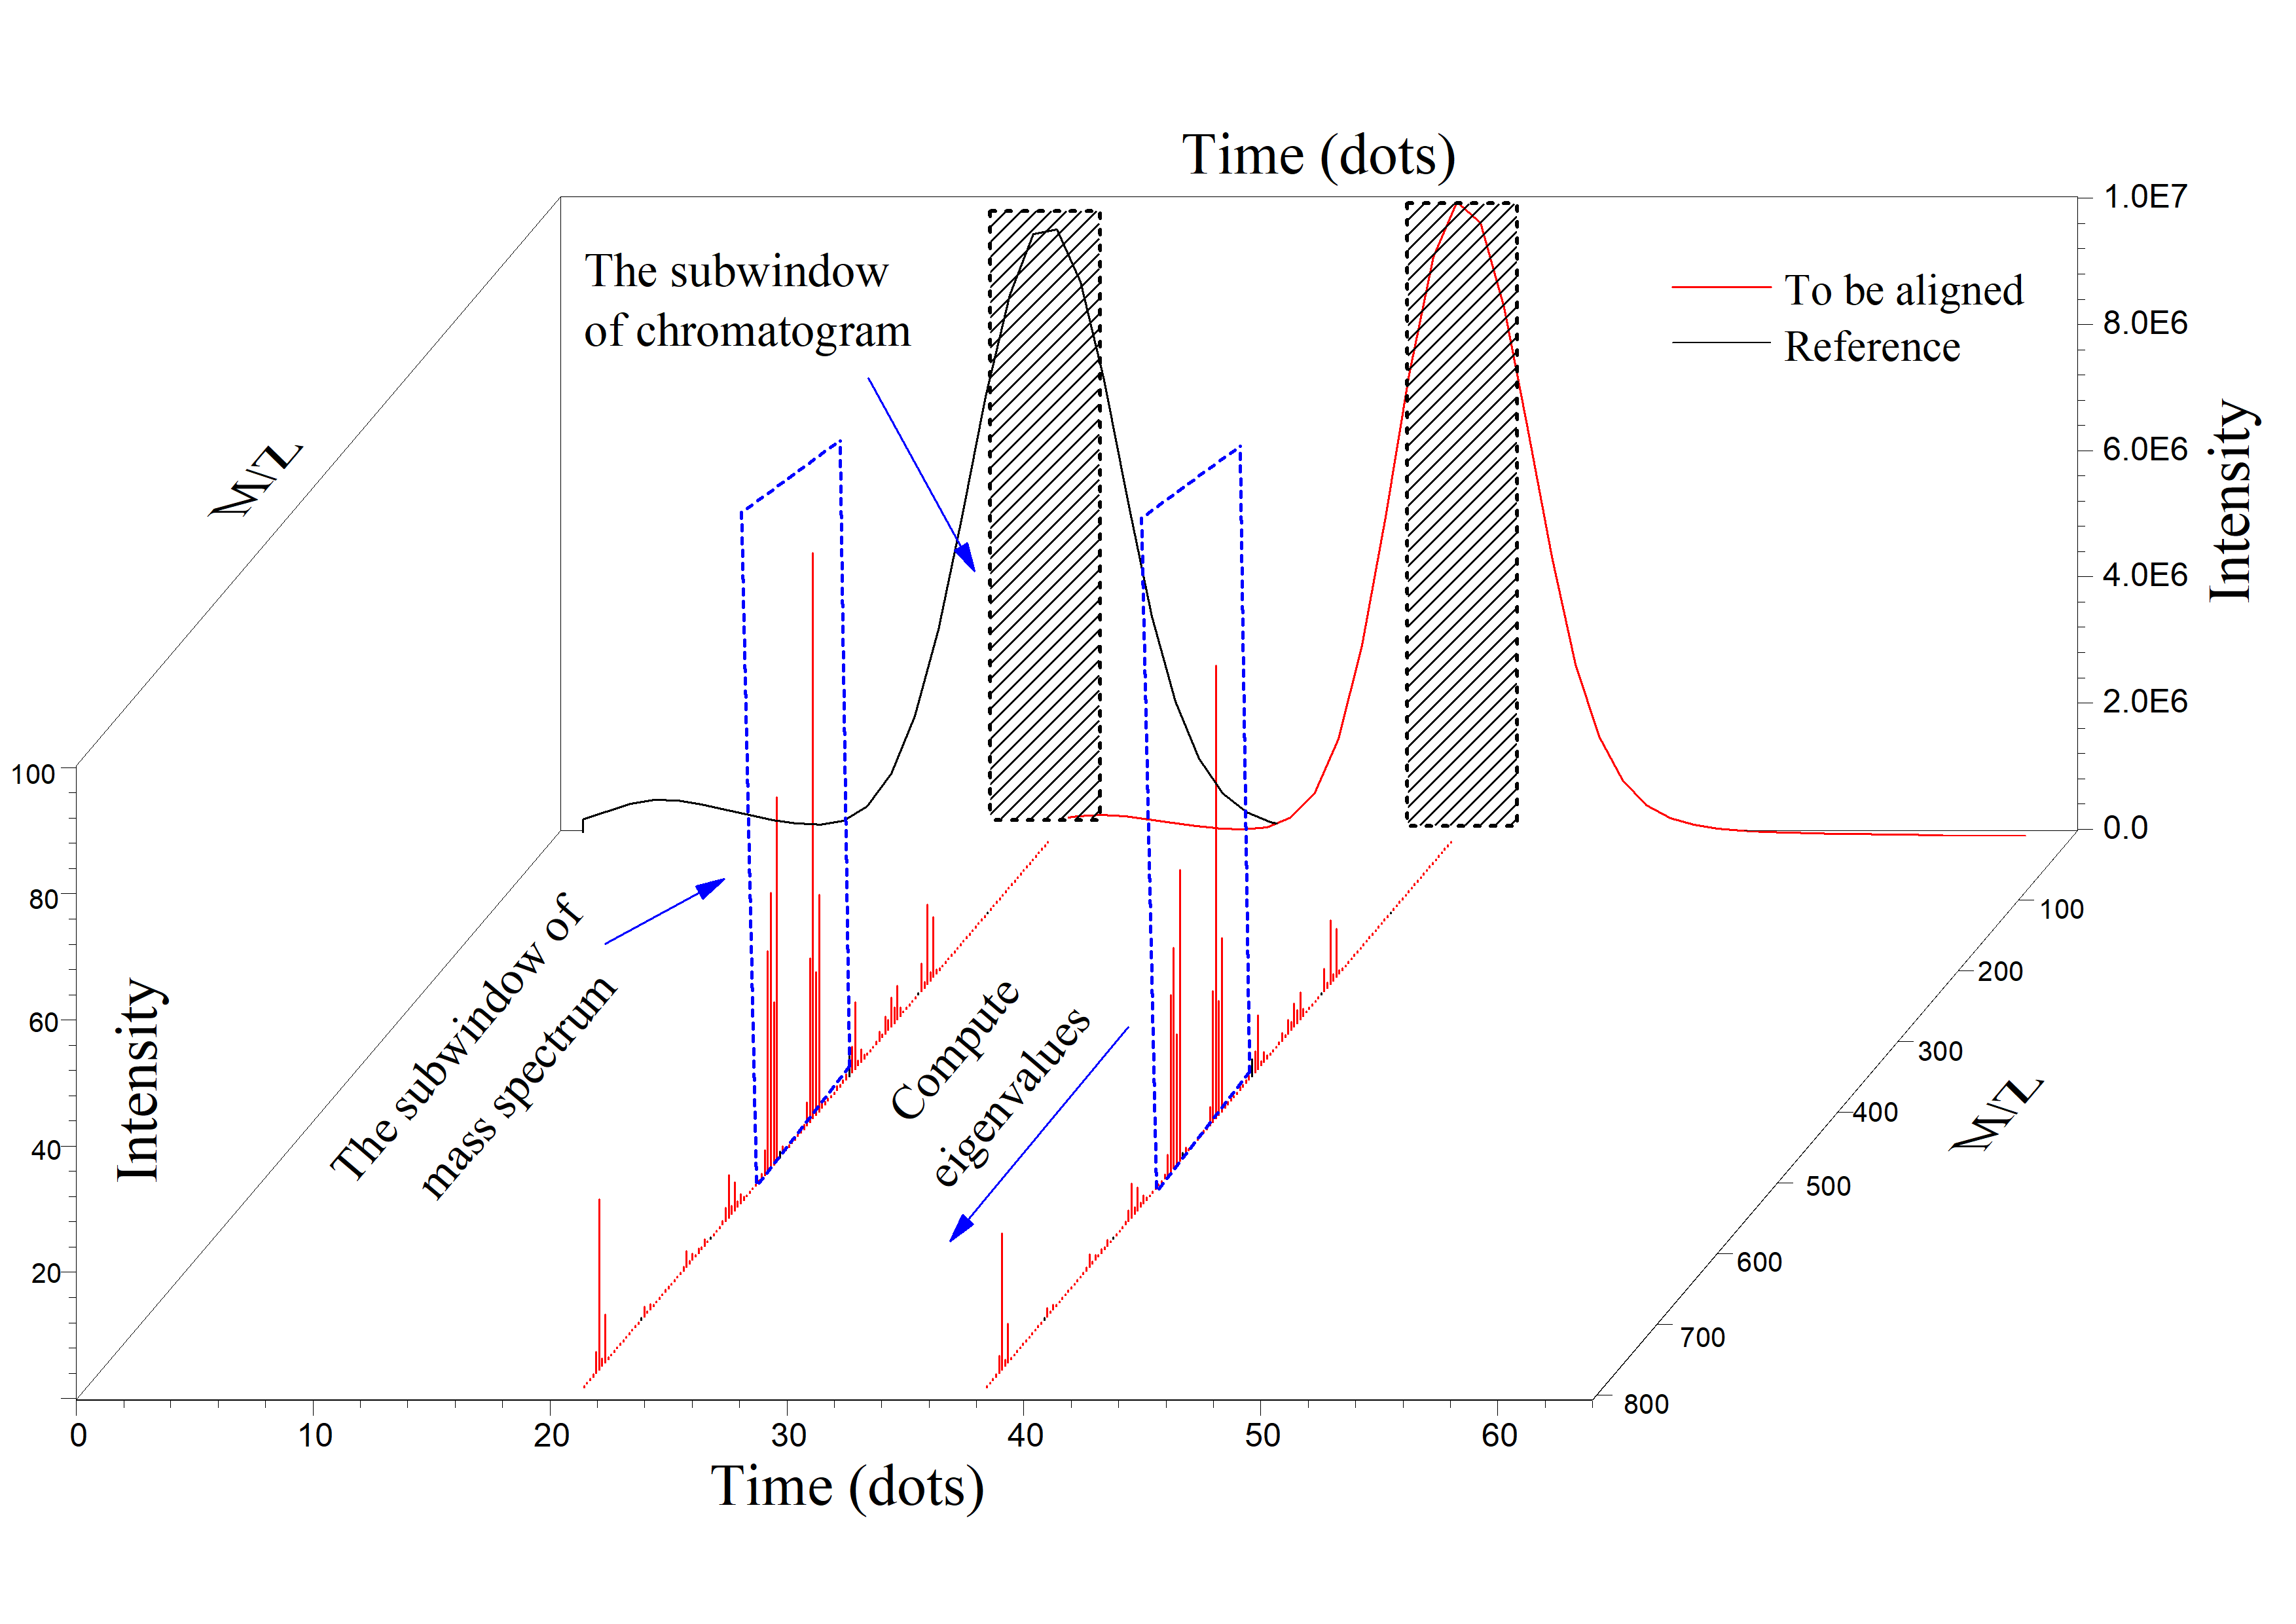 Time (dots)
The subwindow
of chromatogram
To be aligned
Reference
1.0E7
8.0E6
6.0E6
4.0E6
2.0E6
0.0
Intensity
M/Z
100
80
60
40
20
Intensity
The subwindow of
mass spectrum
Compute
eigenvalues
100
200
300
400
500
600
700
800
M/Z
0
10
20
30
40
50
60
Time (dots)